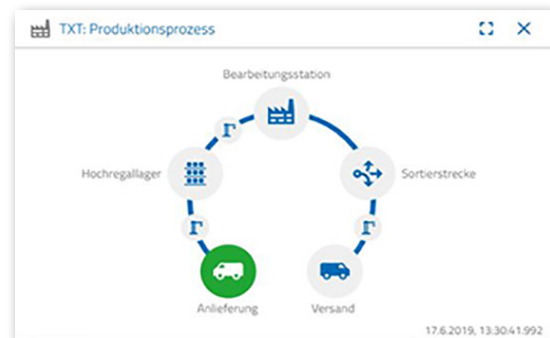 TXT: Produktionsprozess
Bearbeitungsstation
Hochregallager
Sortierstrecke
Anlieferung
Versand
17.6.2019, 13:30:41.992